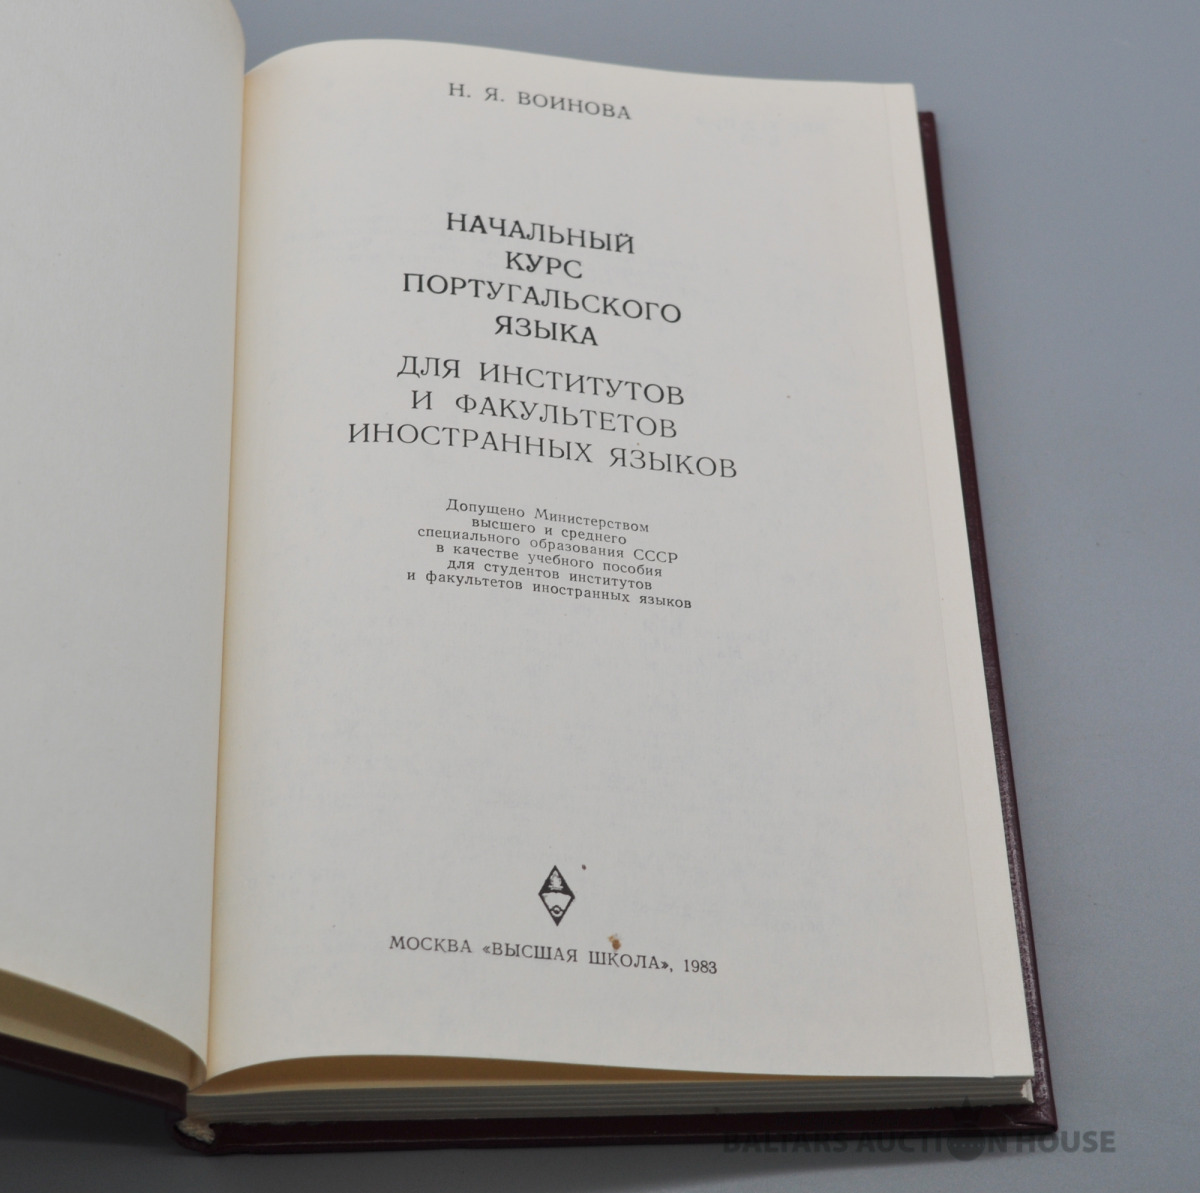 Н. Я. ВОИНОВА
НАЧАЛЬНЫЙ
КУРС
ПОРТУГАЛЬСКОГО
ЯЗЫКА
ДЛЯ ИНСТИТУТОВ
И ФАКУЛЬТЕТОВ
ИНОСТРАННЫХ ЯЗЫКОВ
Допущено Министерством
высшего и среднего
специального образования СССР
в качестве учебного пособия
для студентов институтов
и факультетов иностранных языков
МОСКВА «ВЫСШАЯ ШКОЛА», 1983
BALTARS AUCTION HOUSE